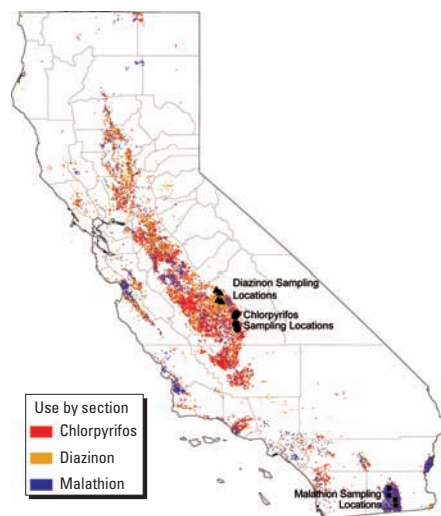 Diazinon Sampling
Locations
Chlorpyrifos
Sampling Locations
Use by section
Chlorpyrifos
Diazinon
Malathion
Malathion Sampling
Locations